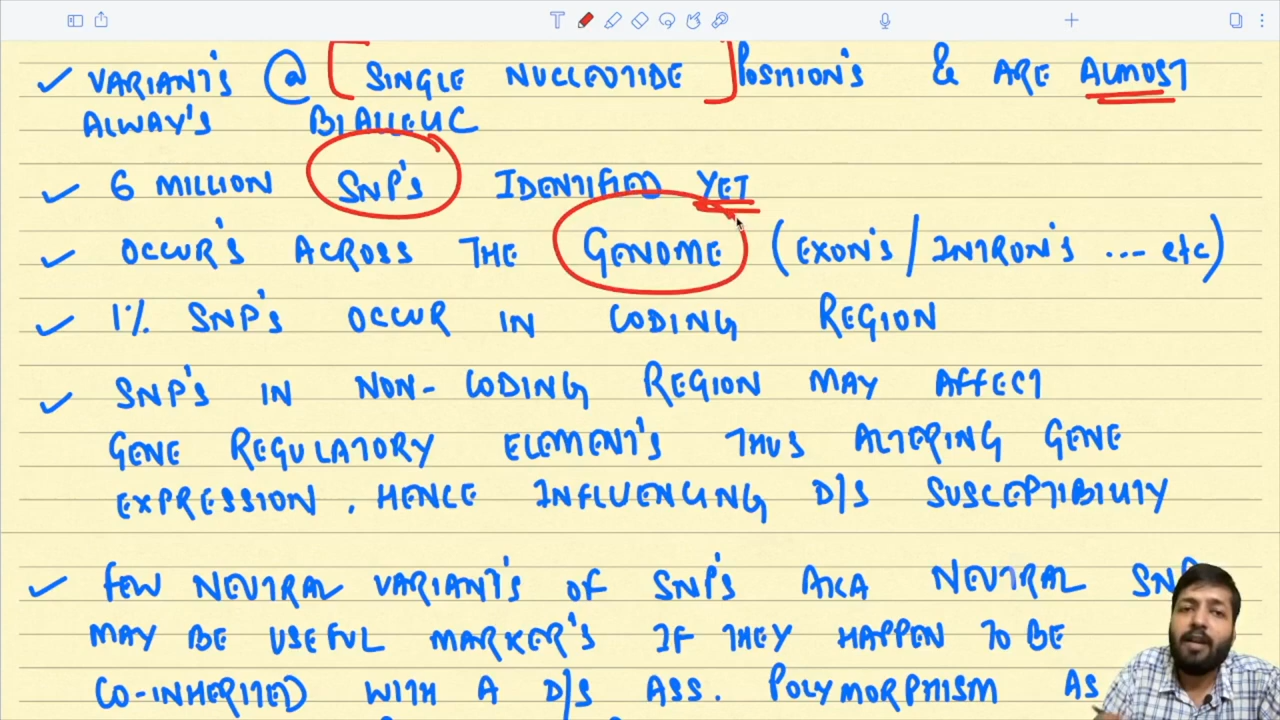 VARIANT'S @ [SINGLE NUCLEOTIDE] POSITION'S & ARE ALMOST
ALWAY'S BIALLELIC
6 MILLION SNP'S IDENTIFIED YET
OCCUR'S ACROSS THE GENOME (EXON'S / INTRON'S ... etc)
1% SNP'S OCCUR IN CODING REGION
SNP'S IN NON-CODING REGION MAY AFFECT
GENE REGULATORY ELEMENT'S THUS ALTERING GENE
EXPRESSION, HENCE INFLUENCING D/S SUSCEPTIBILITY
FEW NEUTRAL VARIANT'S OF SNP'S AKA NEUTRAL SNP
MAY BE USEFUL MARKER'S IF THEY HAPPEN TO BE
CO-INHERITED WITH A D/S ASS. POLYMORPHISM AS